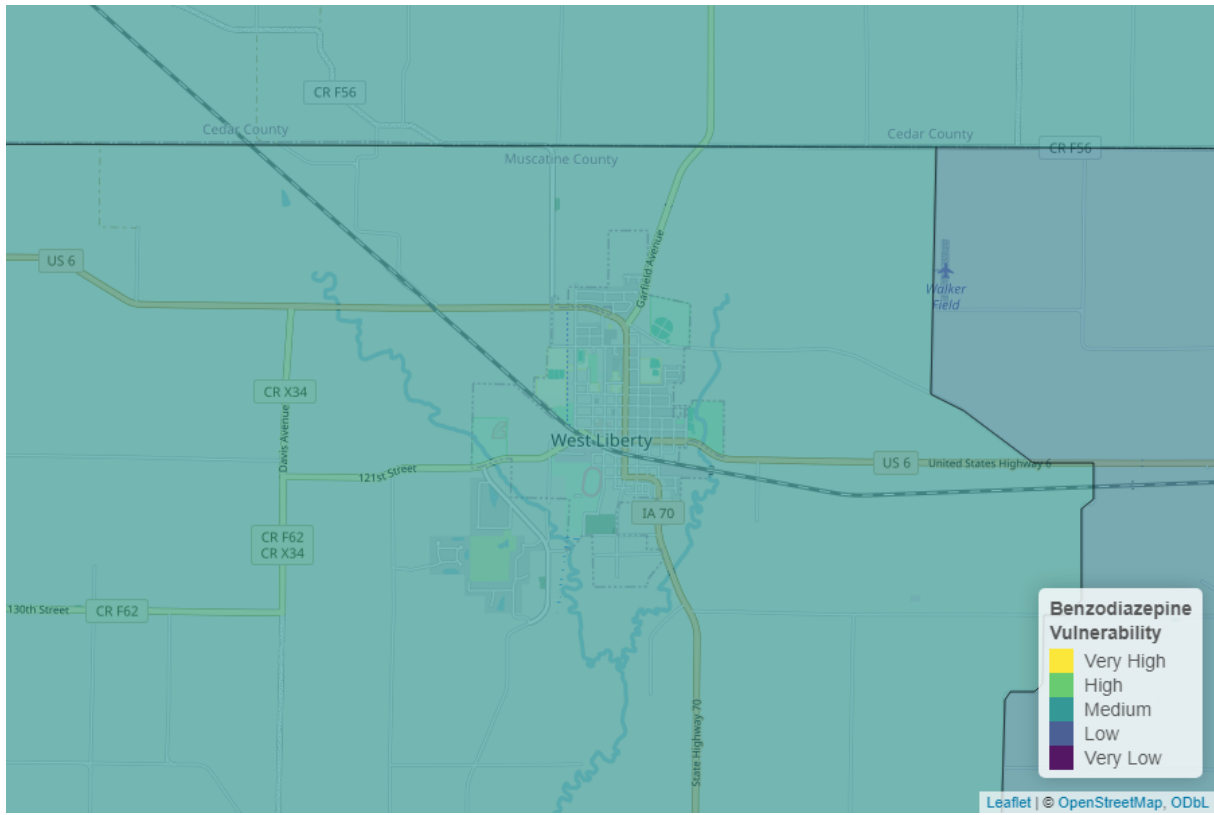 CR F56
Cedar County
Cedar County
CR F56
Muscatine County
US 6
Garfield Avenue
Walker
Field
CR X34
Davis Avenue
West Liberty
US 6
United States Highway 6
121st Street
IA 70
CR F62
CR X34
130th Street
CR F62
State Highway 70
Benzodiazepine
Vulnerability
Very High
High
Medium
Low
Very Low
Leaflet | © OpenStreetMap, ODbL